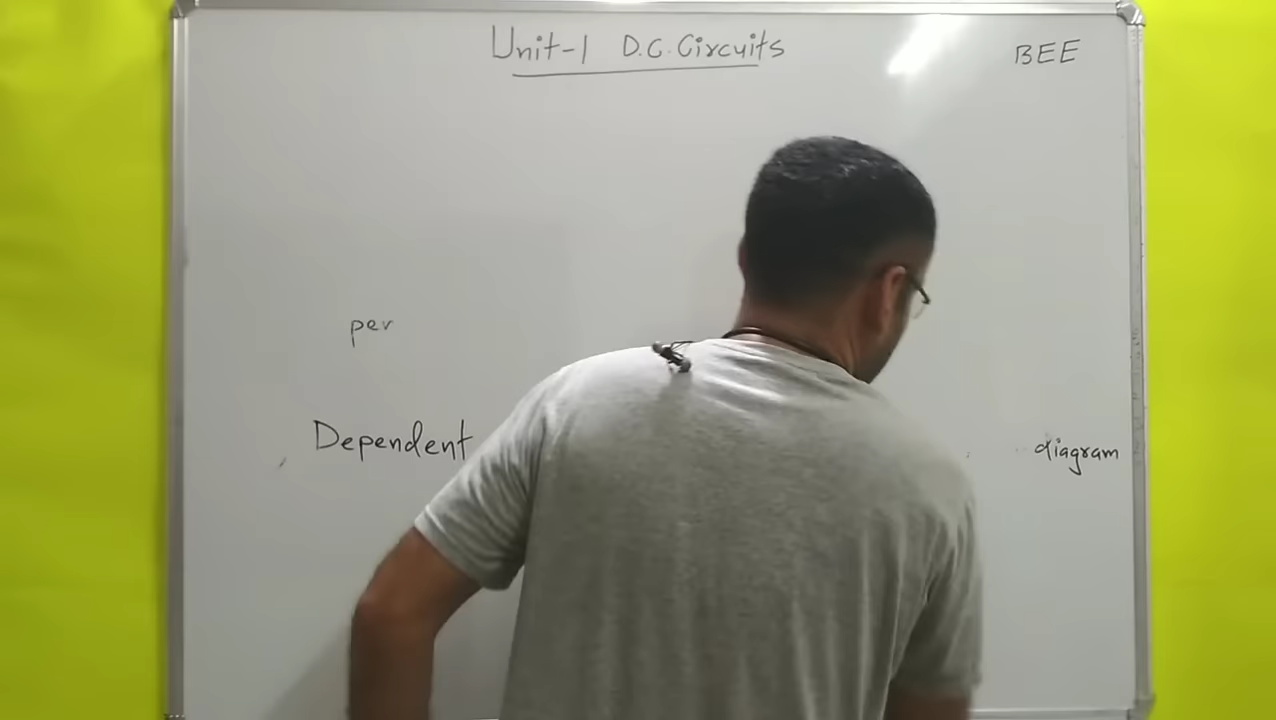 Unit-1 D.C. Circuits
BEE
per
Dependent
diagram